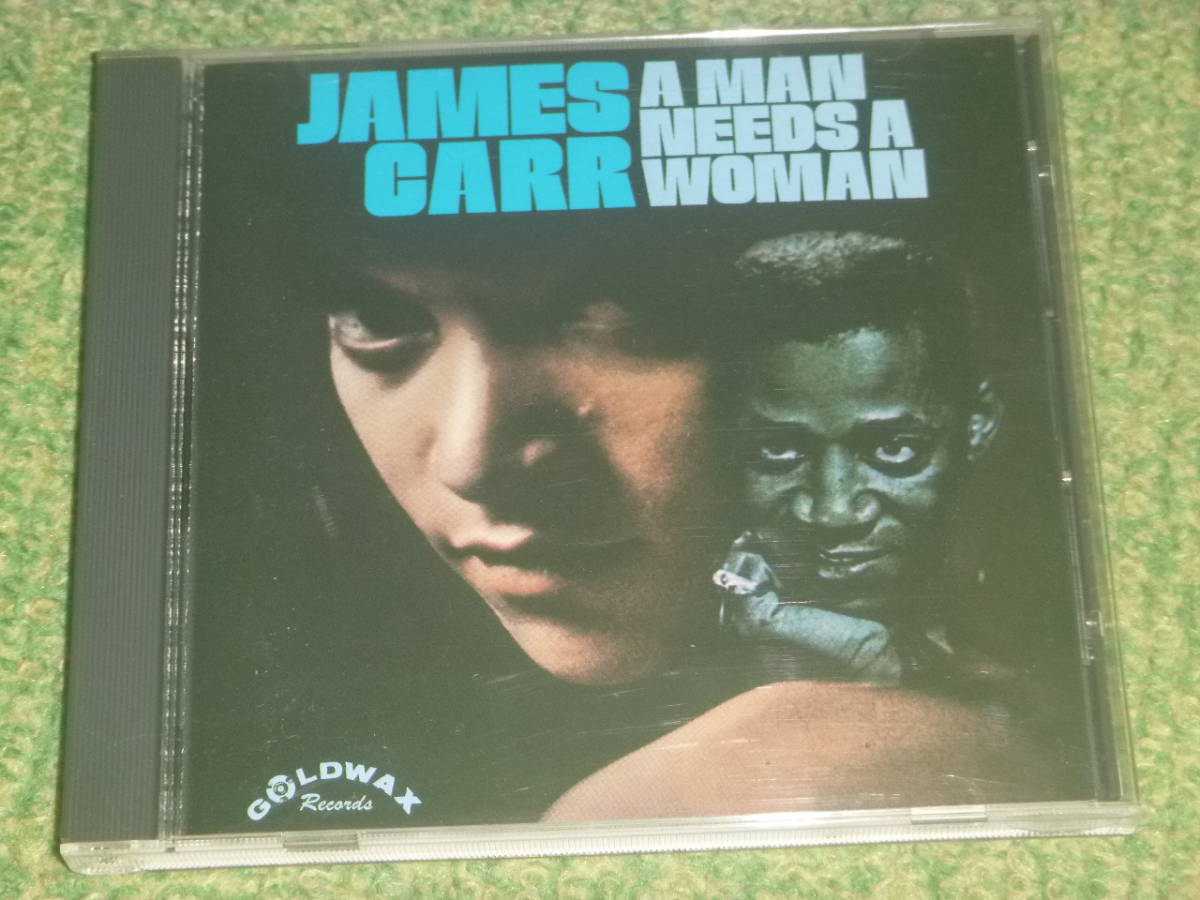 JAMES
CARR
A MAN
NEEDS A
WOMAN
GOLDWAX
Records